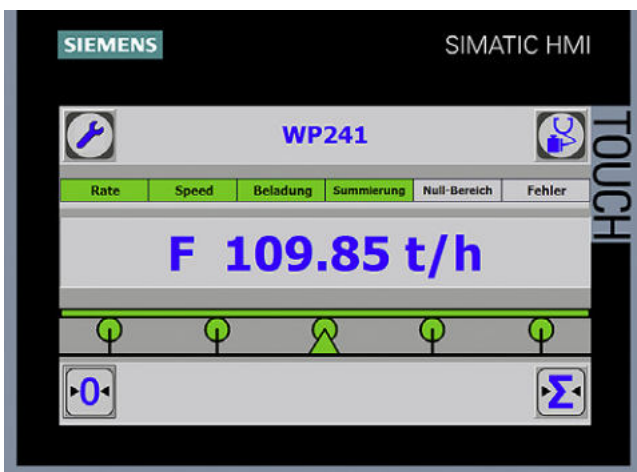 SIEMENS SIMATIC HMI
TOUCH
WP241
Rate Speed Beladung Summierung Null-Bereich Fehler
F 109.85 t/h
0 Σ